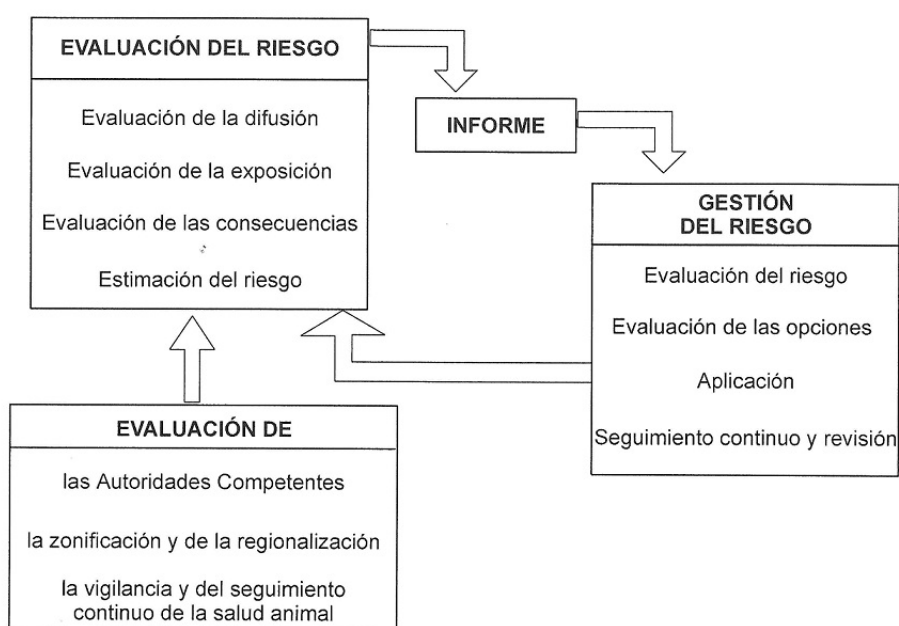 EVALUACIÓN DEL RIESGO
Evaluación de la difusión
Evaluación de la exposición
Evaluación de las consecuencias
Estimación del riesgo
INFORME
GESTIÓN
DEL RIESGO
Evaluación del riesgo
Evaluación de las opciones
Aplicación
Seguimiento continuo y revisión
EVALUACIÓN DE
las Autoridades Competentes
la zonificación y de la regionalización
la vigilancia y del seguimiento
continuo de la salud animal